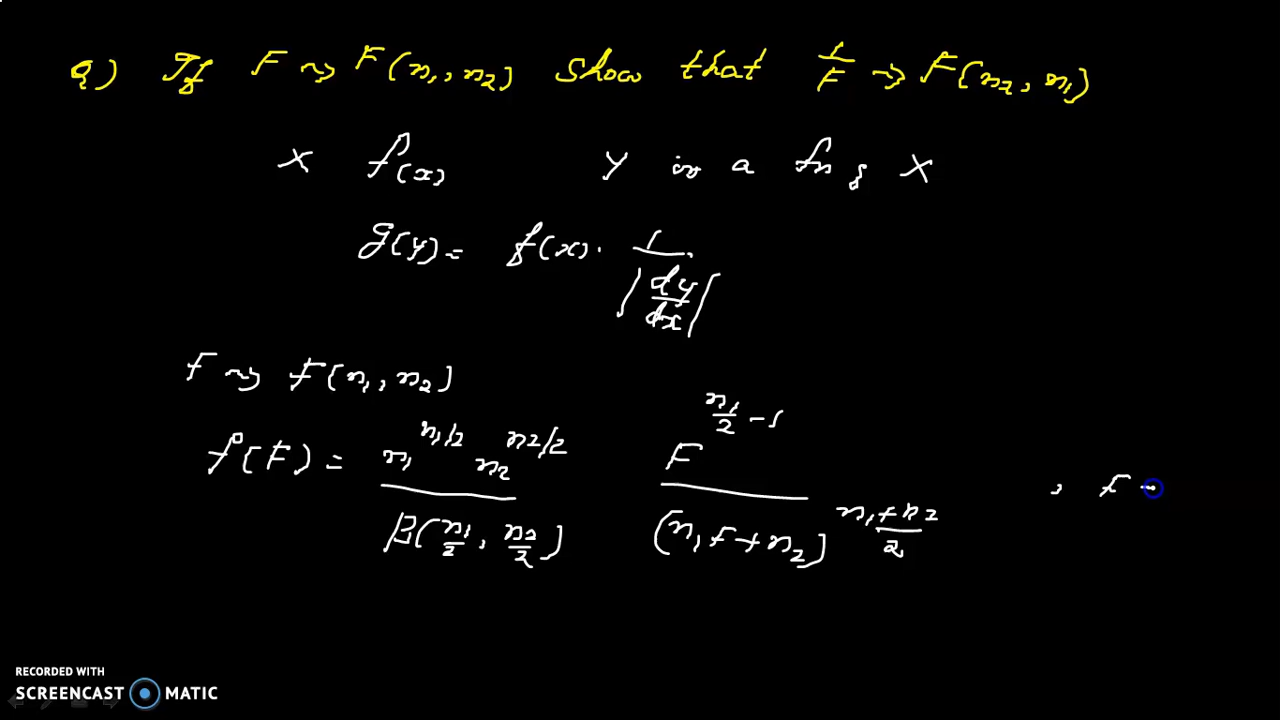 Q) If F ~> F(n₁, n₂) show that 1/F ~> F(n₂, n₁)
X f(x) Y is a fn of X
g(y) = f(x) · 1/|dy/dx|
F ~> F(n₁, n₂)
f(F) = n₁^(n₁/2) n₂^(n2/2) / β(n₁/2, n₂/2) F^(n₁/2 - 1) / (n₁F + n₂)^((n₁+n2)/2) , F -
RECORDED WITH
SCREENCAST MATIC